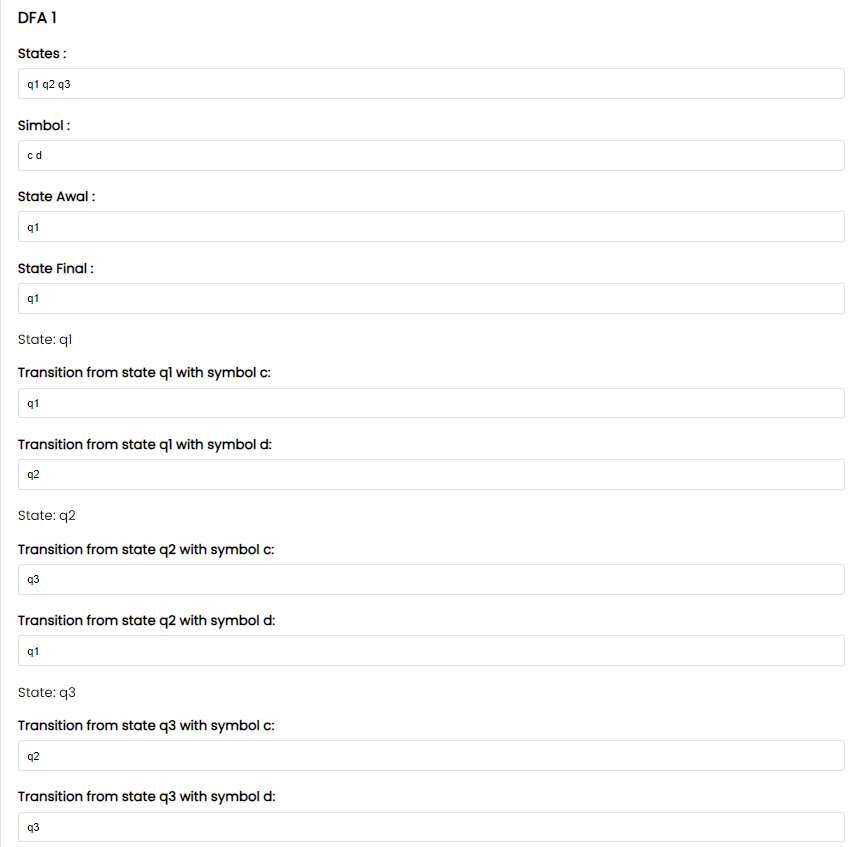 DFA 1
States :
q1 q2 q3
Simbol :
c d
State Awal :
q1
State Final :
q1
State: q1
Transition from state q1 with symbol c:
q1
Transition from state q1 with symbol d:
q2
State: q2
Transition from state q2 with symbol c:
q3
Transition from state q2 with symbol d:
q1
State: q3
Transition from state q3 with symbol c:
q2
Transition from state q3 with symbol d:
q3